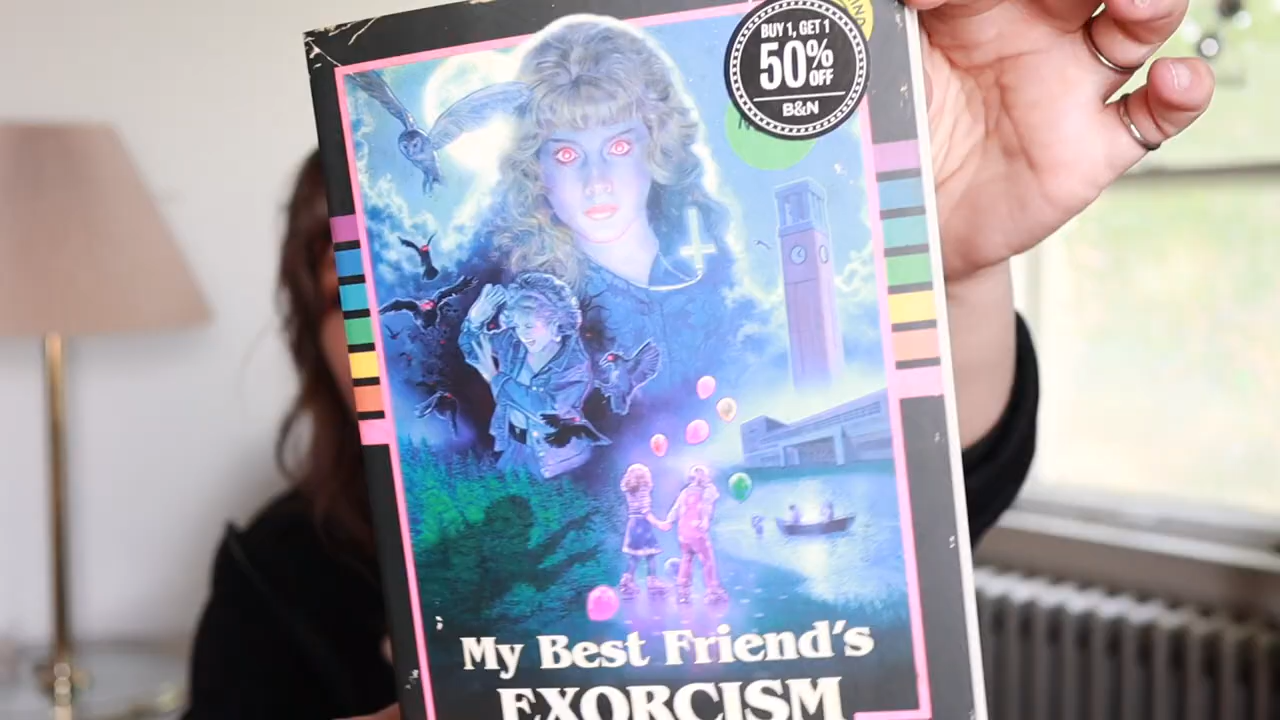 BUY 1, GET 1
50%
OFF
B&N
My Best Friend's
EXORCISM